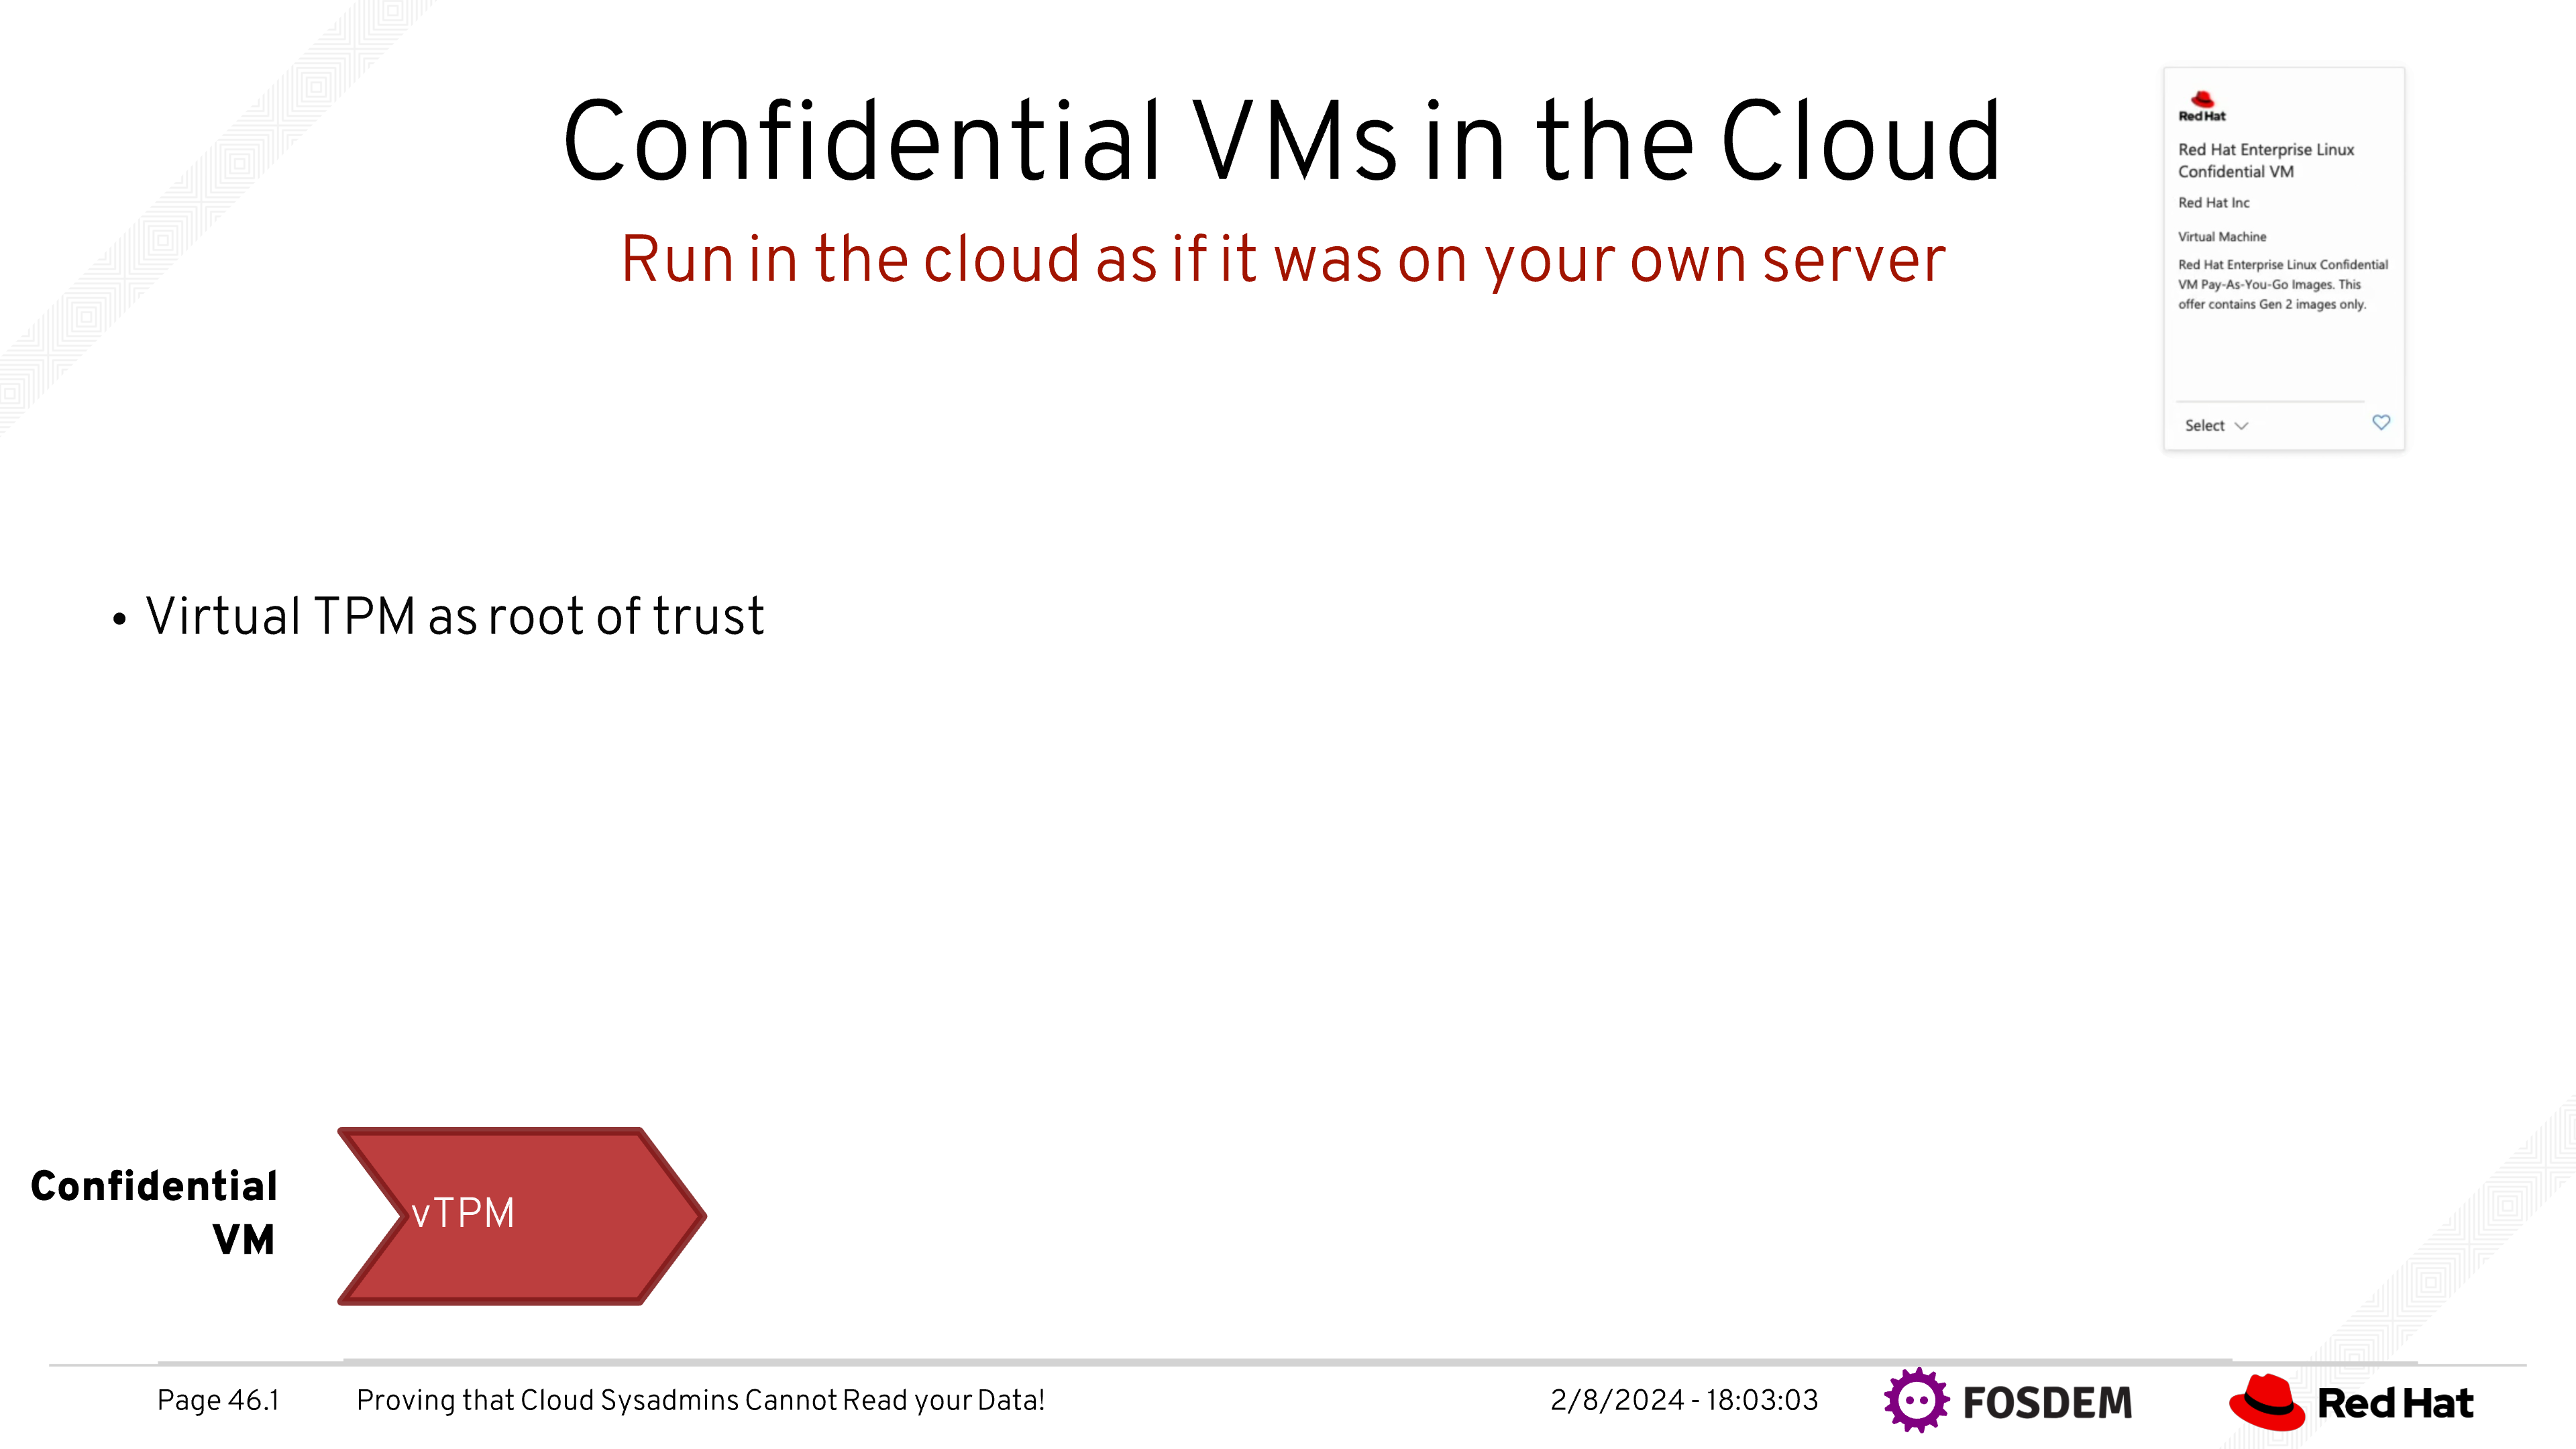 Confidential VMs in the Cloud
Run in the cloud as if it was on your own server
Red Hat
Red Hat Enterprise Linux
Confidential VM
Red Hat Inc
Virtual Machine
Red Hat Enterprise Linux Confidential
VM Pay-As-You-Go Images. This
offer contains Gen 2 images only.
Select
• Virtual TPM as root of trust
Confidential
VM
vTPM
Page 46.1
Proving that Cloud Sysadmins Cannot Read your Data!
2/8/2024 - 18:03:03
FOSDEM
Red Hat